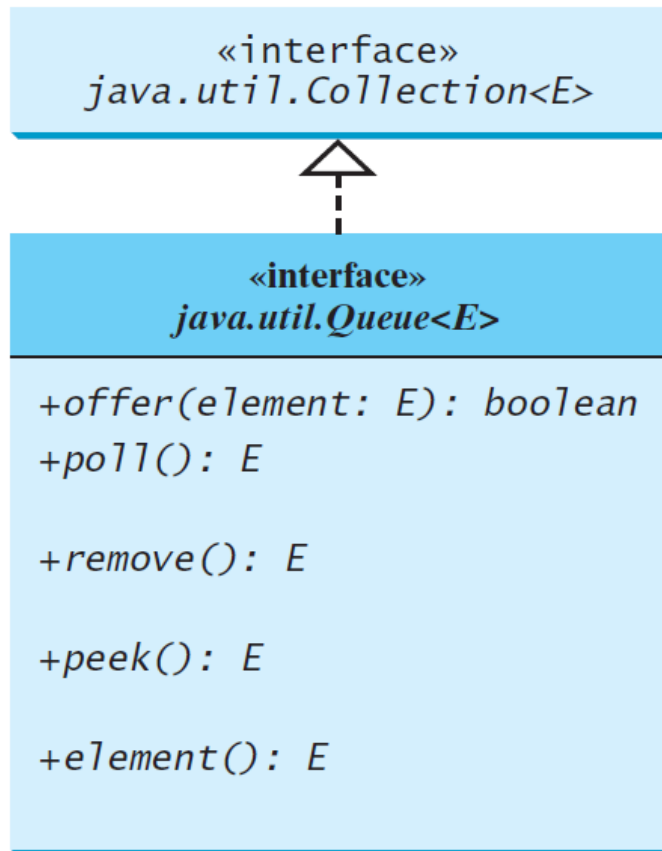 «interface»
java.util.Collection<E>
«interface»
java.util.Queue<E>
+offer(element: E): boolean
+poll(): E
+remove(): E
+peek(): E
+element(): E